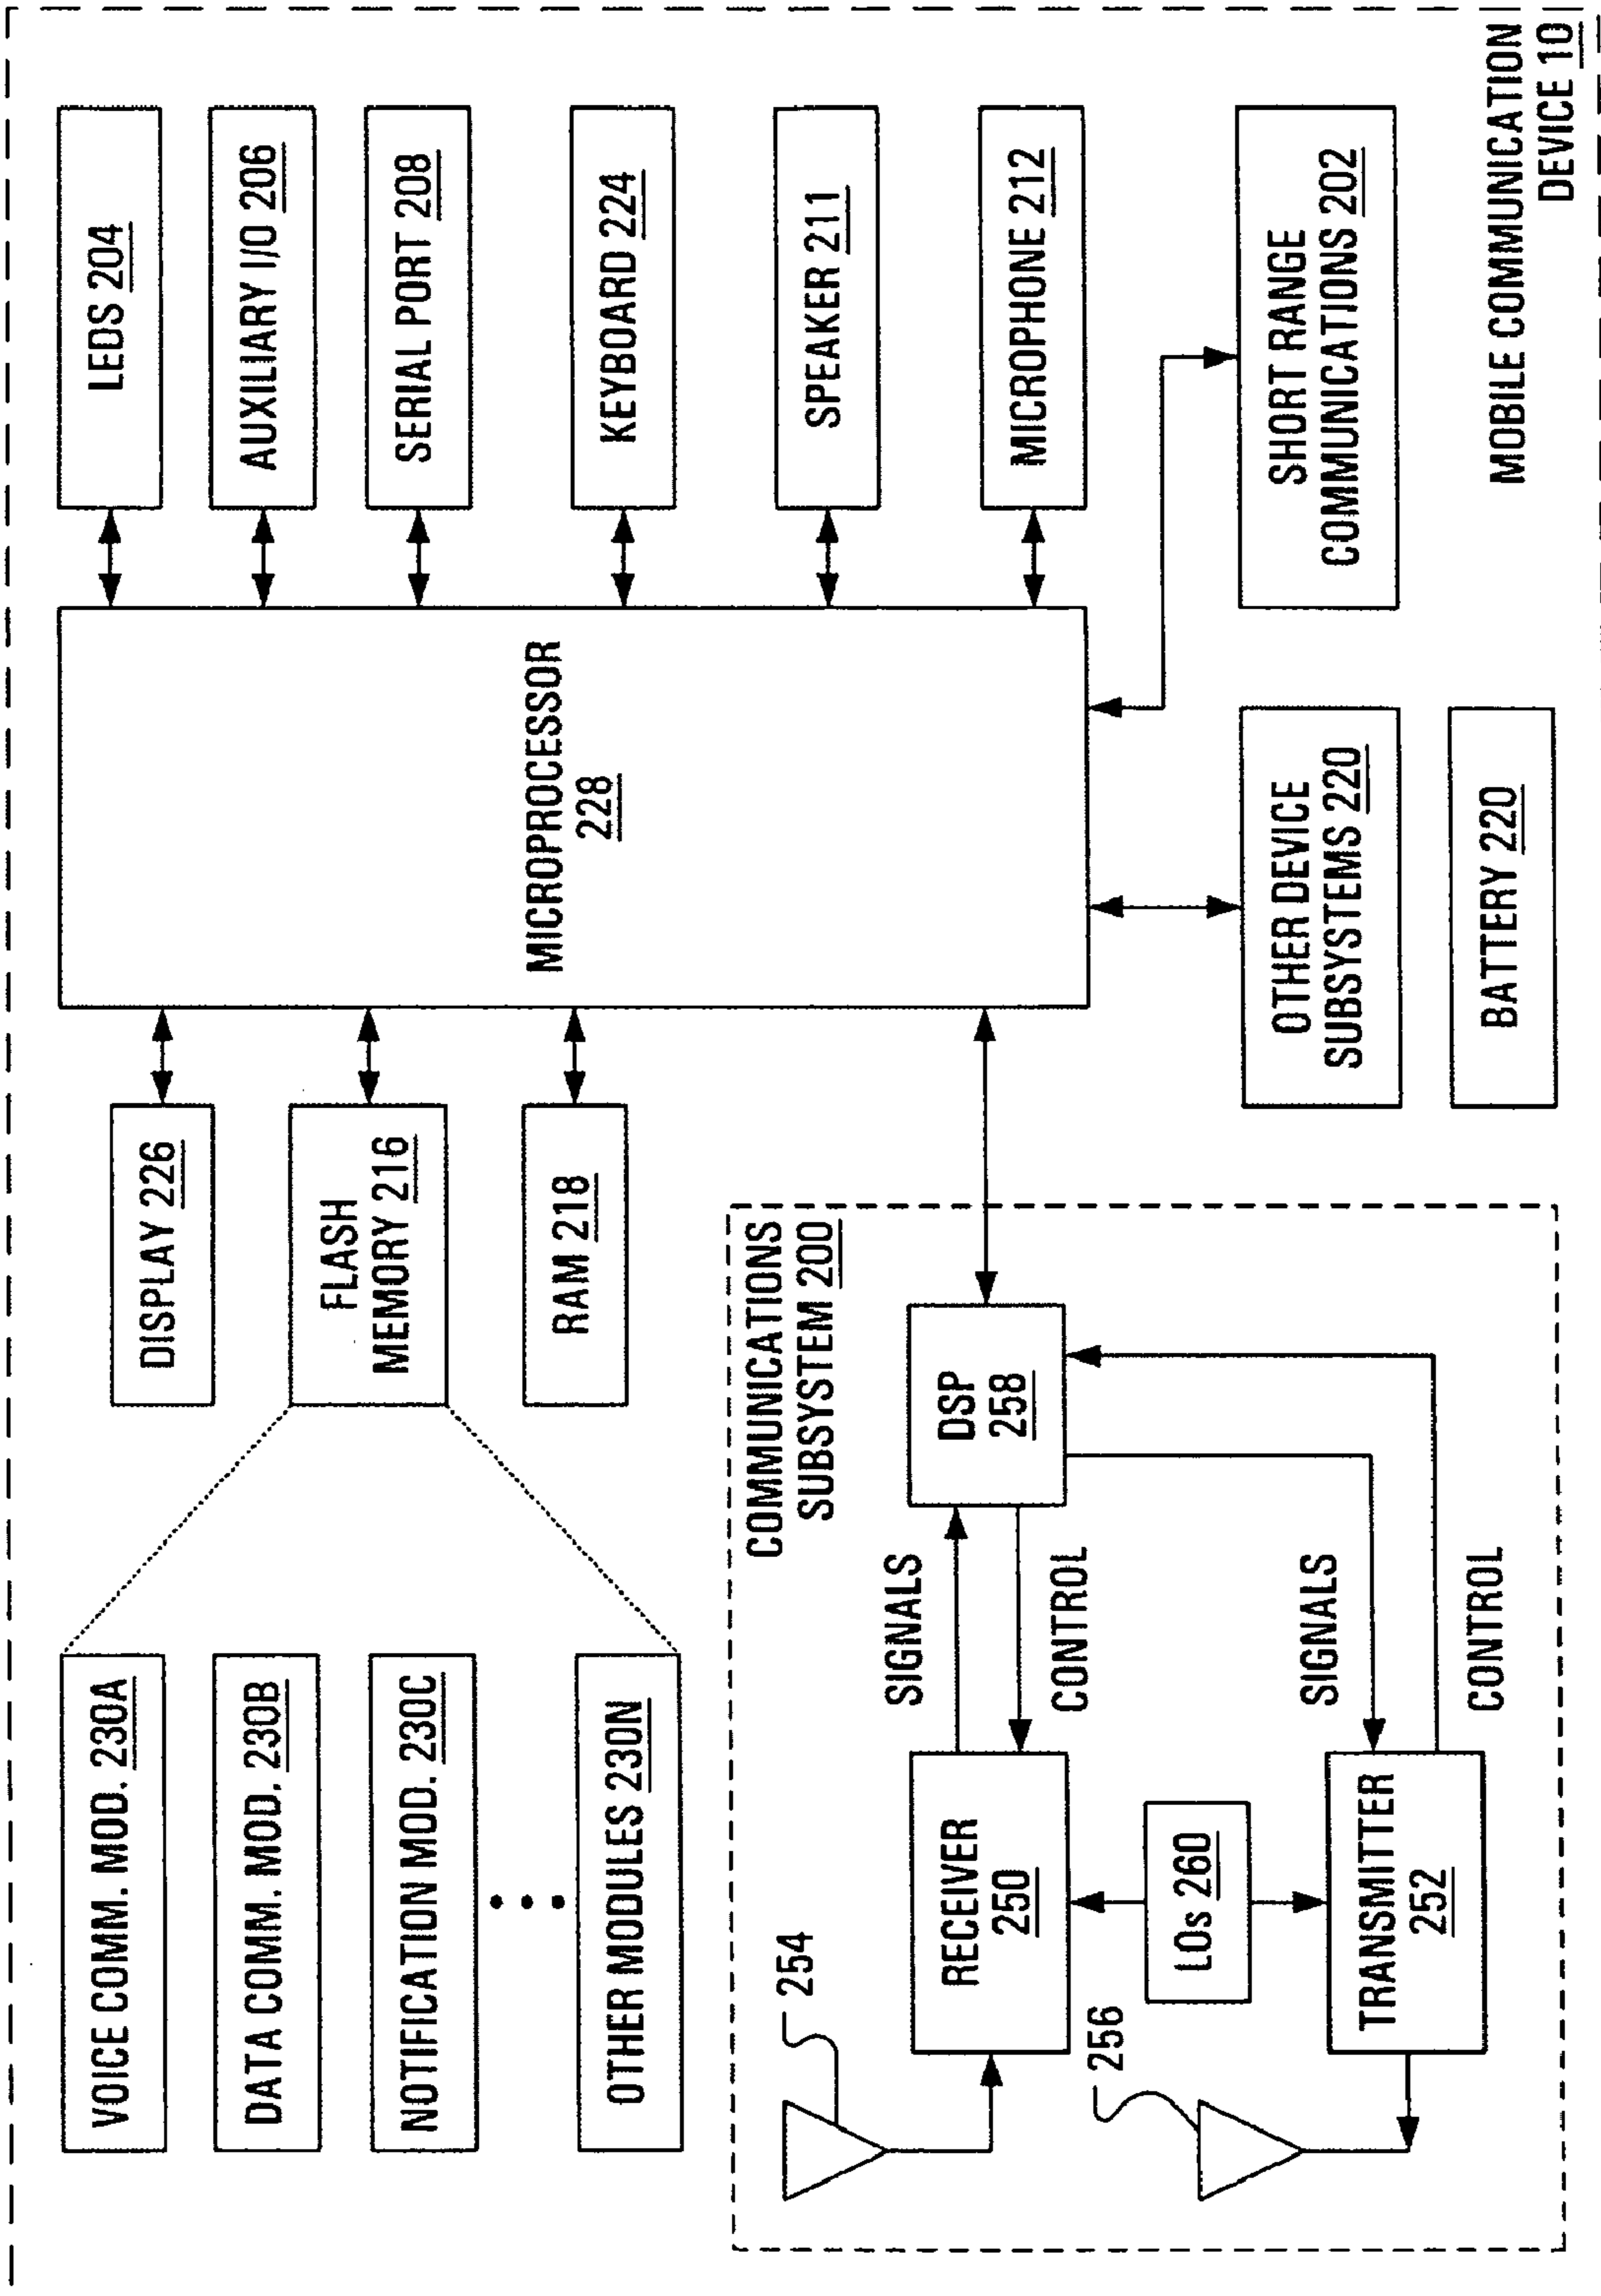 VOICE COMM. MOD. 230A
DATA COMM. MOD. 230B
NOTIFICATION MOD. 230C
OTHER MODULES 230N
DISPLAY 226
FLASH
MEMORY 216
RAM 218
MICROPROCESSOR
228
LEDS 204
AUXILIARY I/O 206
SERIAL PORT 208
KEYBOARD 224
SPEAKER 211
MICROPHONE 212
COMMUNICATIONS
SUBSYSTEM 200
254
RECEIVER
250
SIGNALS
CONTROL
DSP
258
LOs 260
256
TRANSMITTER
252
SIGNALS
CONTROL
OTHER DEVICE
SUBSYSTEMS 220
BATTERY 220
SHORT RANGE
COMMUNICATIONS 202
MOBILE COMMUNICATION
DEVICE 10